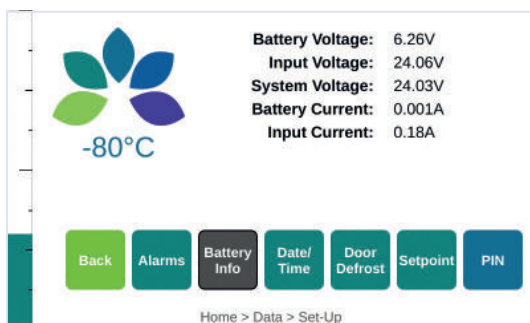 Battery Voltage: 6.26V
Input Voltage: 24.06V
System Voltage: 24.03V
Battery Current: 0.001A
Input Current: 0.18A
-80°C
Back
Alarms
Battery
Info
Date/
Time
Door
Defrost
Setpoint
PIN
Home > Data > Set-Up